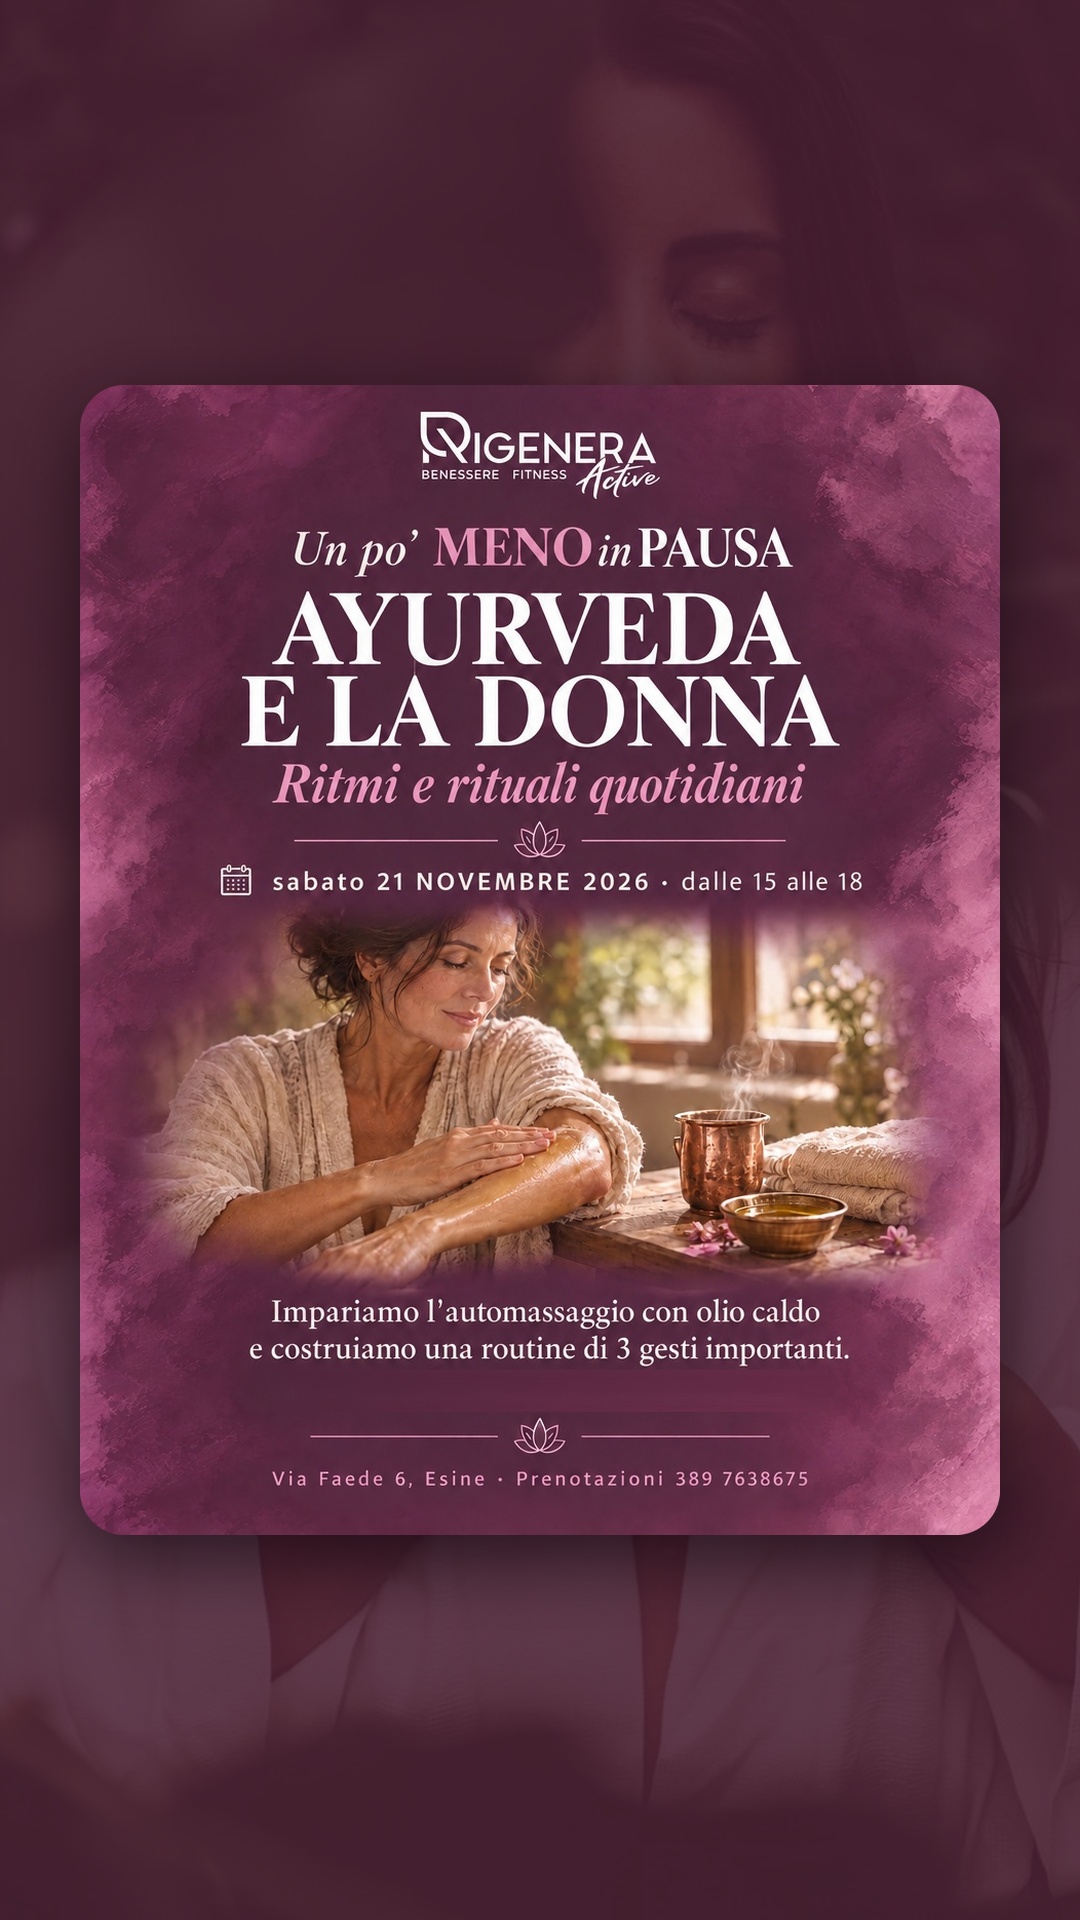 RIGENERA
BENESSERE FITNESS Active
Un po’ MENO in PAUSA
AYURVEDA
E LA DONNA
Ritmi e rituali quotidiani
sabato 21 NOVEMBRE 2026 • dalle 15 alle 18
Impariamo l’automassaggio con olio caldo
e costruiamo una routine di 3 gesti importanti.
Via Faede 6, Esine • Prenotazioni 389 7638675